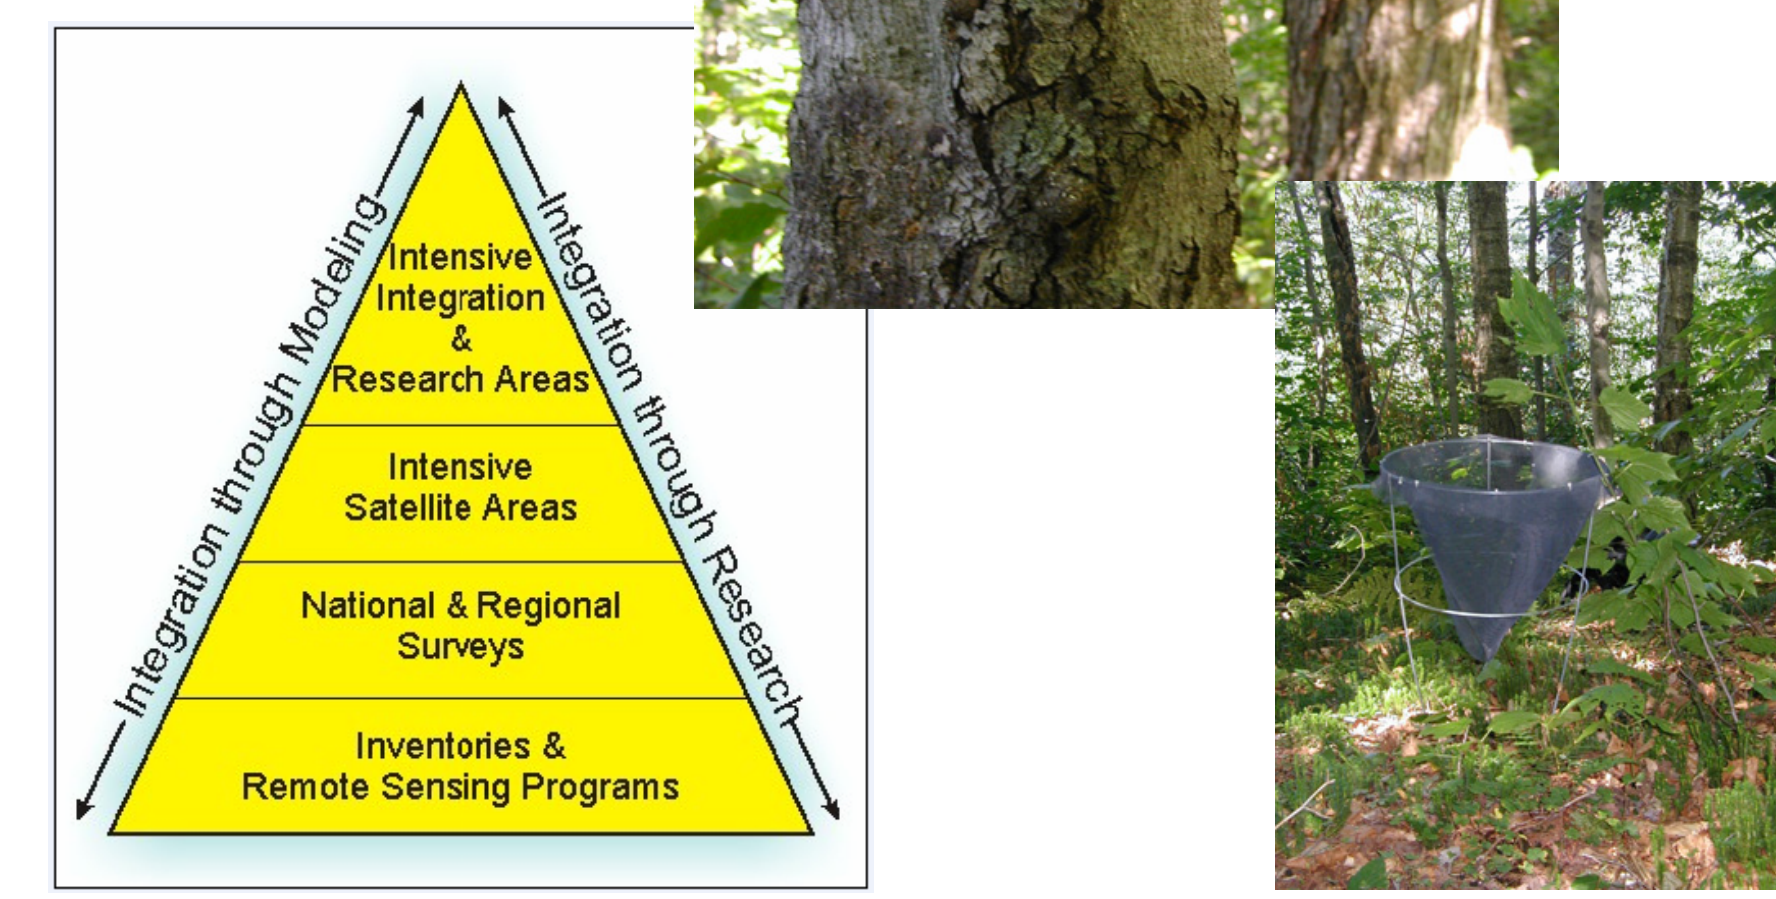 Integration through Modeling
Integration through Research
Intensive
Integration
&
Research Areas
Intensive
Satellite Areas
National & Regional
Surveys
Inventories &
Remote Sensing Programs